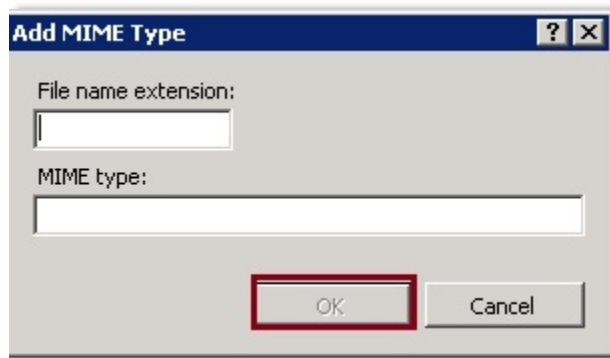 Add MIME Type ? X
File name extension:
MIME type:
OK Cancel